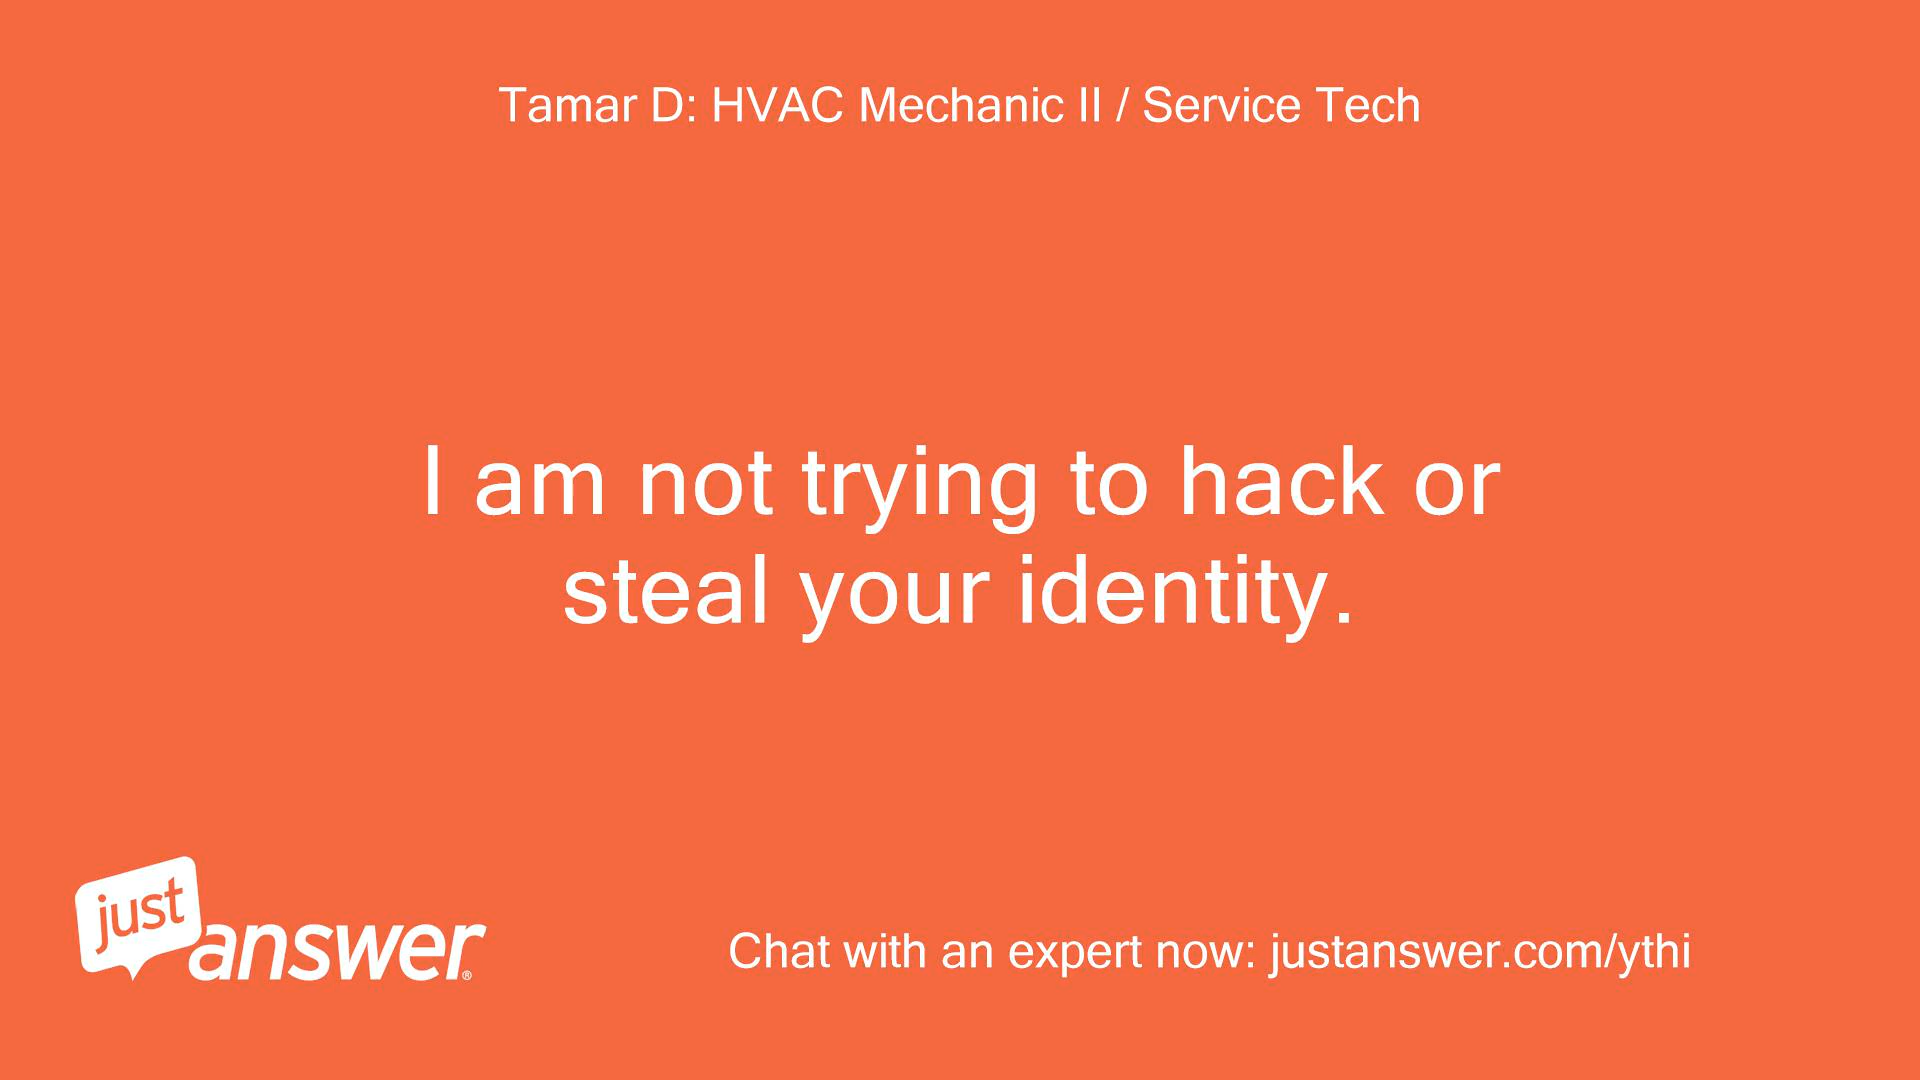 Tamar D: HVAC Mechanic II / Service Tech
I am not trying to hack or
steal your identity.
just
answer®
Chat with an expert now: justanswer.com/ythi